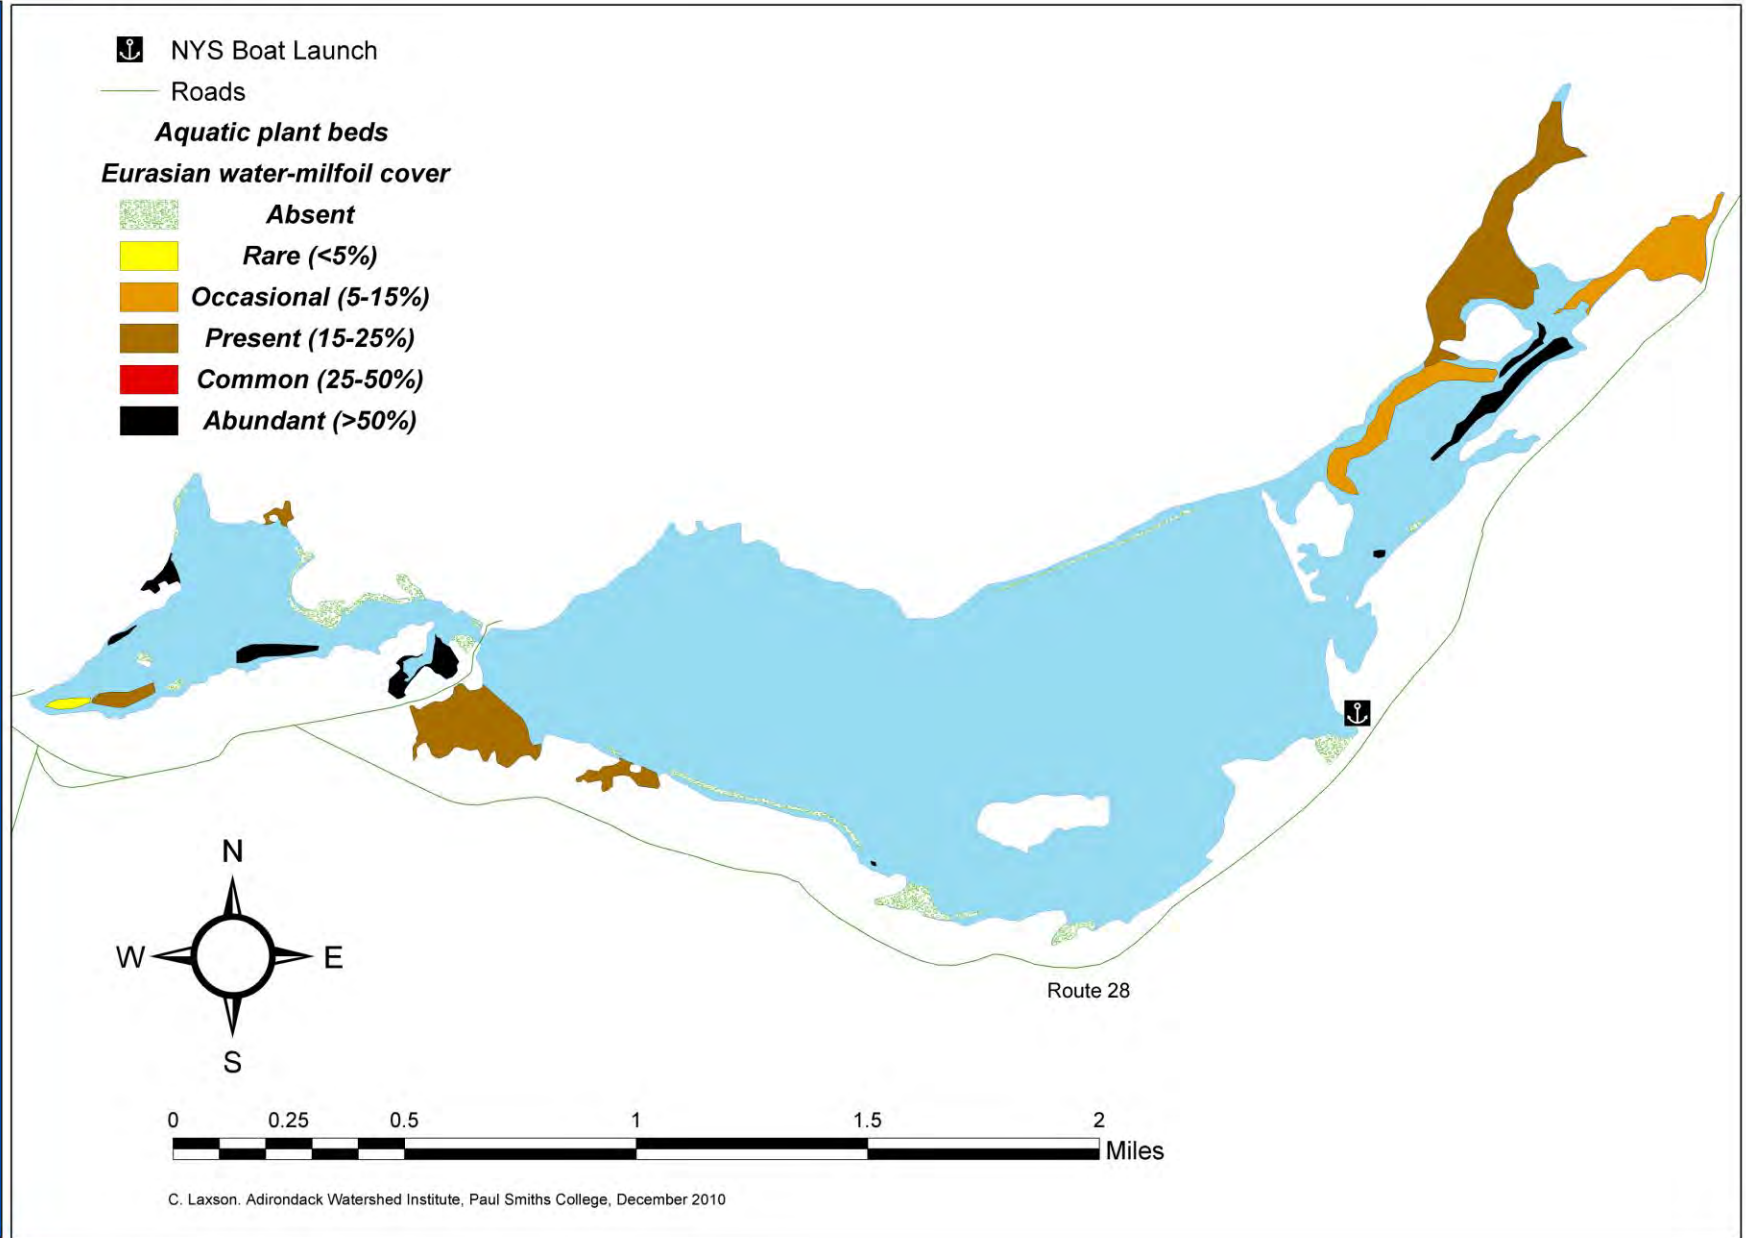 NYS Boat Launch
Roads
Aquatic plant beds
Eurasian water-milfoil cover
Absent
Rare (<5%)
Occasional (5-15%)
Present (15-25%)
Common (25-50%)
Abundant (>50%)
N
W E
S
Route 28
0 0.25 0.5 1 1.5 2
Miles
C. Laxson. Adirondack Watershed Institute, Paul Smiths College, December 2010